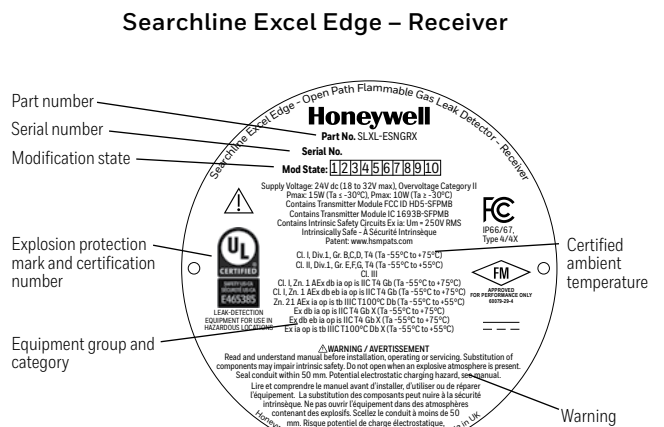 Searchline Excel Edge – Receiver
Searchline Excel Edge - Open Path Flammable Gas Leak Detector - Receiver
Part number
Serial number
Modification state
Explosion protection
mark and certification
number
Equipment group and
category
Honeywell
Part No. SLXL-ESNGRX
Serial No.
Mod State: 1 2 3 4 5 6 7 8 9 10
Supply Voltage: 24V dc (18 to 32V max), Overvoltage Category II
Pmax: 15W (Ta ≤ -30°C), Pmax: 10W (Ta ≥ -30°C)
Contains Transmitter Module FCC ID HD5-SFPMB
Contains Transmitter Module IC 1693B-SFPMB
Contains Intrinsic Safety Circuits Ex ia: Um = 250V RMS
Intrinsically Safe - À Sécurité Intrinsèque
Patent: www.hsmpats.com
FC
IP66/67,
Type 4/4X
UL
CERTIFIED
SAFETY US-CA
SÉCURITÉ US-CA
E465385
LEAK-DETECTION
EQUIPMENT FOR USE IN
HAZARDOUS LOCATIONS
Cl. I, Div.1, Gr. B,C,D, T4 (Ta -55°C to +75°C)
Cl. II, Div.1, Gr. E,F,G, T4 (Ta -55°C to +55°C)
Cl. III
Cl. I, Zn. 1 AEx db ia op is IIC T4 Gb (Ta -55°C to +75°C)
Cl. I, Zn. 1 AEx db eb ia op is IIC T4 Gb (Ta -55°C to +75°C)
Zn. 21 AEx ia op is tb IIIC T100°C Db (Ta -55°C to +55°C)
Ex db ia op is IIC T4 Gb X (Ta -55°C to +75°C)
Ex db eb ia op is IIC T4 Gb X (Ta -55°C to +75°C)
Ex ia op is tb IIIC T100°C Db X (Ta -55°C to +55°C)
FM
APPROVED
FOR PERFORMANCE ONLY
60079-29-4
Certified
ambient
temperature
WARNING / AVERTISSEMENT
Read and understand manual before installation, operating or servicing. Substitution of
components may impair intrinsic safety. Do not open when an explosive atmosphere is present.
Seal conduit within 50 mm. Potential electrostatic charging hazard, see manual.
Lire et comprendre le manuel avant d'installer, d'utiliser ou de réparer
l'équipement. La substitution des composants peut nuire à la sécurité
intrinsèque. Ne pas ouvrir l'équipement dans des atmosphères
contenant des explosifs. Scellez le conduit à moins de 50
mm. Risque potentiel de charge électrostatique,
in UK
Warning